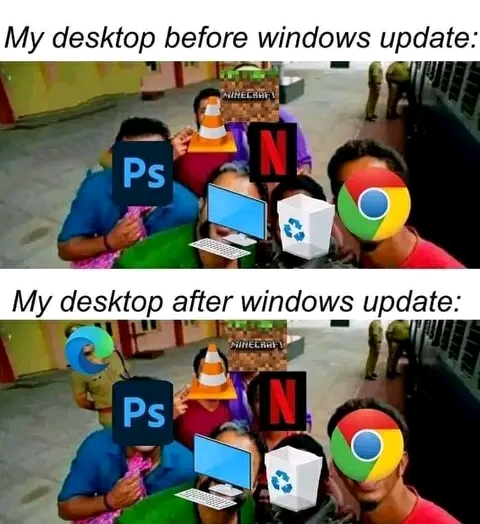 My desktop before windows update:
MINECRAFT
N
Ps
My desktop after windows update:
MINECRAFT
Ps
N